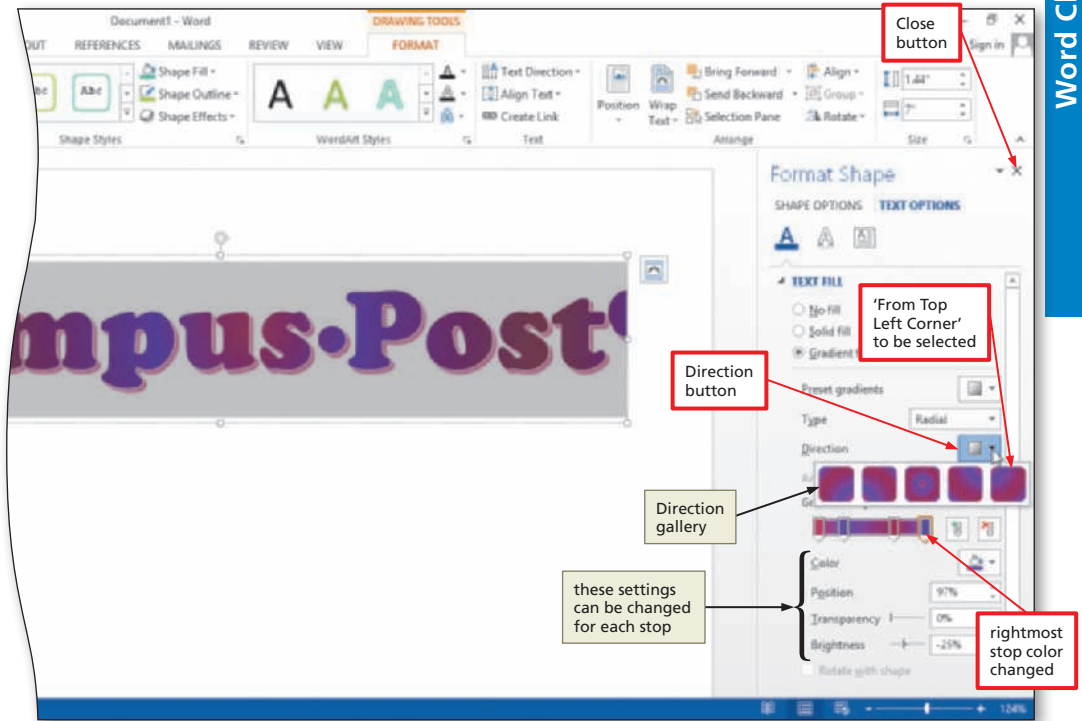 Document1 - Word
DRAWING TOOLS
Close
button
Sign in
OUT REFERENCES MAILINGS REVIEW VIEW FORMAT
Abc
Shape Fill
Shape Outline
Shape Effects
A A A
A
A
A
Text Direction
Align Text
Create Link
Position
Wrap
Text
Bring Forward
Send Backward
Selection Pane
Align
Group
Rotate
1.44"
7"
Shape Styles
WordArt Styles
Text
Arrange
Size
Word C
Format Shape
SHAPE OPTIONS TEXT OPTIONS
A A A
TEXT FILL
No fill
Solid fill
Gradient
'From Top
Left Corner'
to be selected
mpus•Post
Direction
button
Preset gradients
Type Radial
Direction
Direction
gallery
Color
Position 97%
Transparency 0%
Brightness -25%
Rotate with shape
these settings
can be changed
for each stop
rightmost
stop color
changed
124%